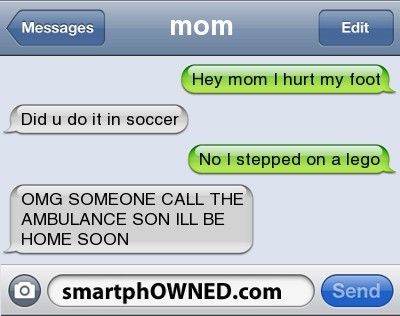 Messages
mom
Edit
Hey mom I hurt my foot
Did u do it in soccer
No I stepped on a lego
OMG SOMEONE CALL THE
AMBULANCE SON ILL BE
HOME SOON
smartphOWNED.com
Send